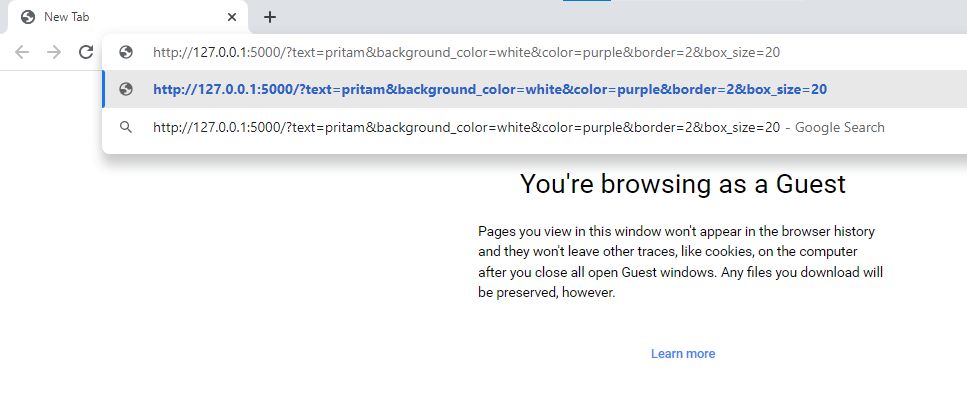 New Tab
http://127.0.0.1:5000/?text=pritam&background_color=white&color=purple&border=2&box_size=20
http://127.0.0.1:5000/?text=pritam&background_color=white&color=purple&border=2&box_size=20
http://127.0.0.1:5000/?text=pritam&background_color=white&color=purple&border=2&box_size=20 - Google Search
You're browsing as a Guest
Pages you view in this window won't appear in the browser history
and they won't leave other traces, like cookies, on the computer
after you close all open Guest windows. Any files you download will
be preserved, however.
Learn more